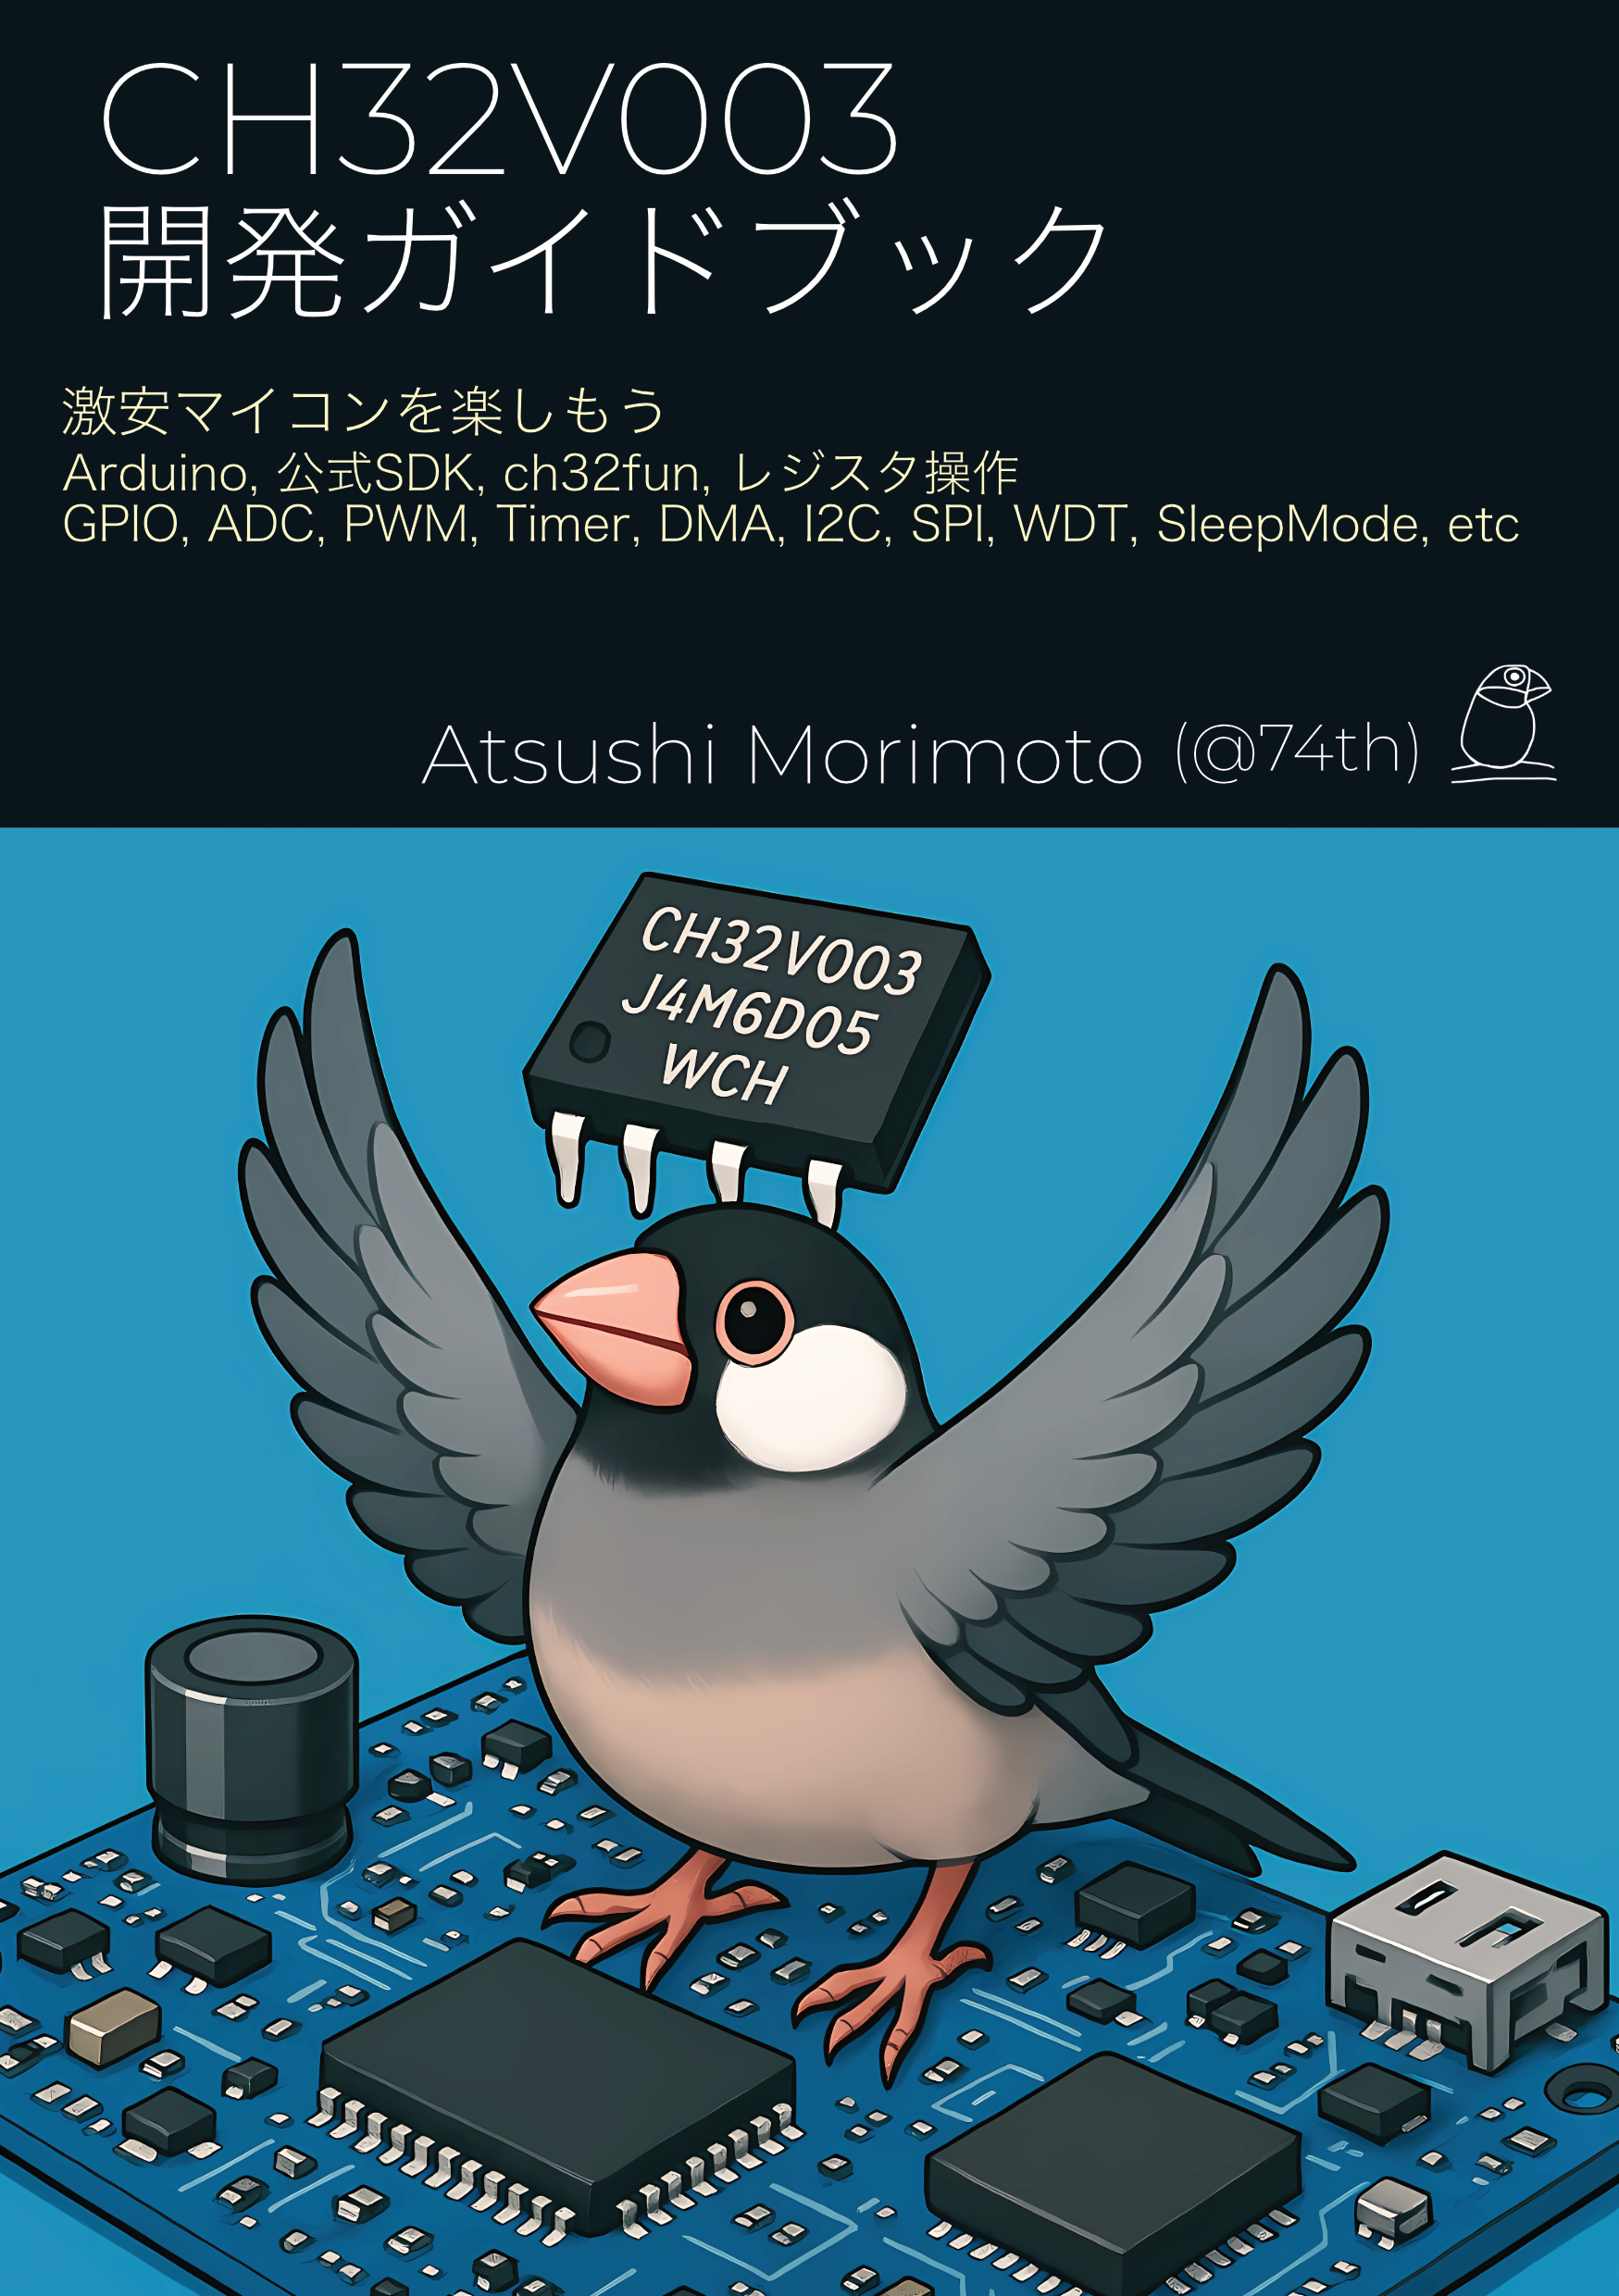 CH32V003
開発ガイドブック
激安マイコンを楽しもう
Arduino, 公式SDK, ch32fun, レジスタ操作
GPIO, ADC, PWM, Timer, DMA, I2C, SPI, WDT, SleepMode, etc
Atsushi Morimoto (@74th)
CH32V003
J4M6D05
WCH